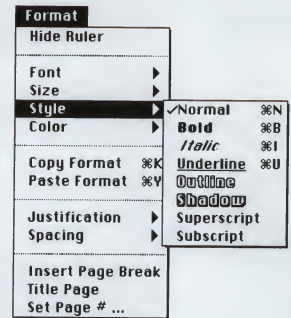 Format
Hide Ruler
Font
Size
Style
Color
Copy Format ⌘K
Paste Format ⌘Y
Justification
Spacing
Insert Page Break
Title Page
Set Page # ...
✓Normal ⌘N
Bold ⌘B
Italic ⌘I
Underline ⌘U
Outline
Shadow
Superscript
Subscript